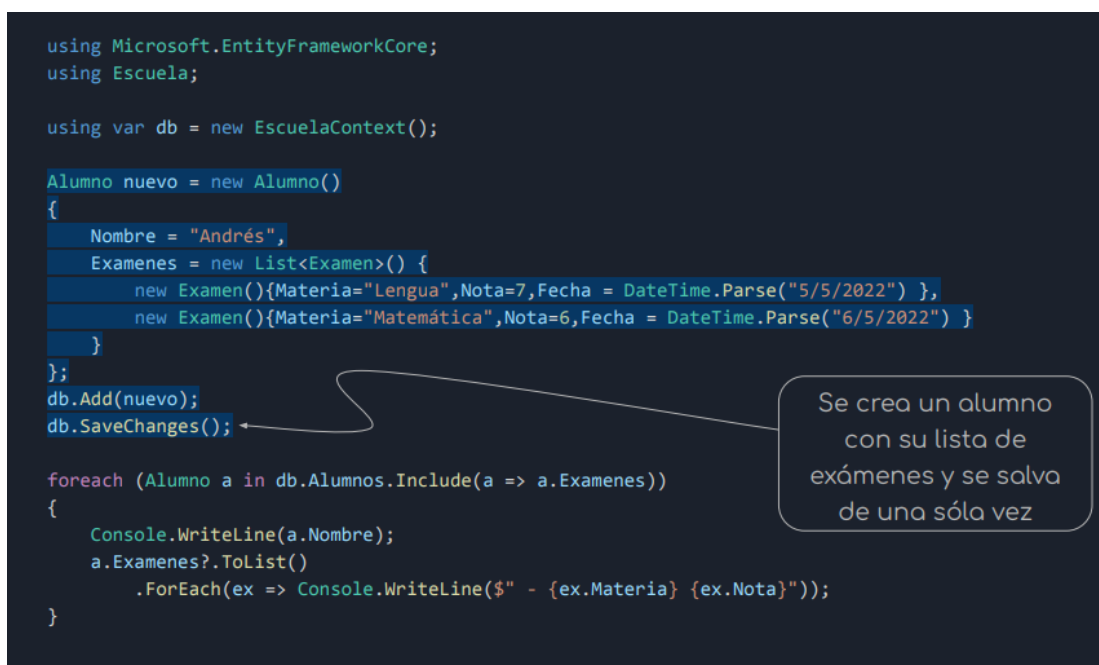 using Microsoft.EntityFrameworkCore;
using Escuela;
using var db = new EscuelaContext();
Alumno nuevo = new Alumno()
{
    Nombre = "Andrés",
    Examenes = new List<Examen>() {
        new Examen(){Materia="Lengua",Nota=7,Fecha = DateTime.Parse("5/5/2022") },
        new Examen(){Materia="Matemática",Nota=6,Fecha = DateTime.Parse("6/5/2022") }
    }
};
db.Add(nuevo);
db.SaveChanges();
Se crea un alumno
con su lista de
exámenes y se salva
de una sóla vez
foreach (Alumno a in db.Alumnos.Include(a => a.Examenes))
{
    Console.WriteLine(a.Nombre);
    a.Examenes?.ToList()
        .ForEach(ex => Console.WriteLine($" - {ex.Materia} {ex.Nota}"));
}